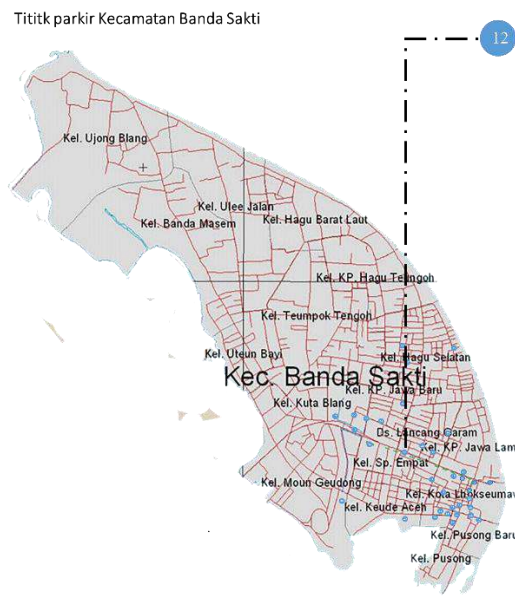 Tititk parkir Kecamatan Banda Sakti
12
Kel. Ujong Blang
Kel. Ulee Jalan
Kel. Banda Masem
Kel. Hagu Barat Laut
Kel. KP. Hagu Telingoh
Kel. Teumpok Tengoh
Kel. Uteun Bayi
Kel. Hagu Selatan
Kec. Banda Sakti
Kel. KP. Jawa Baru
Kel. Kuta Blang
Ds. Lancang Garam
Kel. KP. Jawa Lam
Kel. Sp. Empat
Kel. Moun Geudong
Kel. Kota Lhokseumaw
kel. Keude Aceh
Kel. Pusong Baru
Kel. Pusong